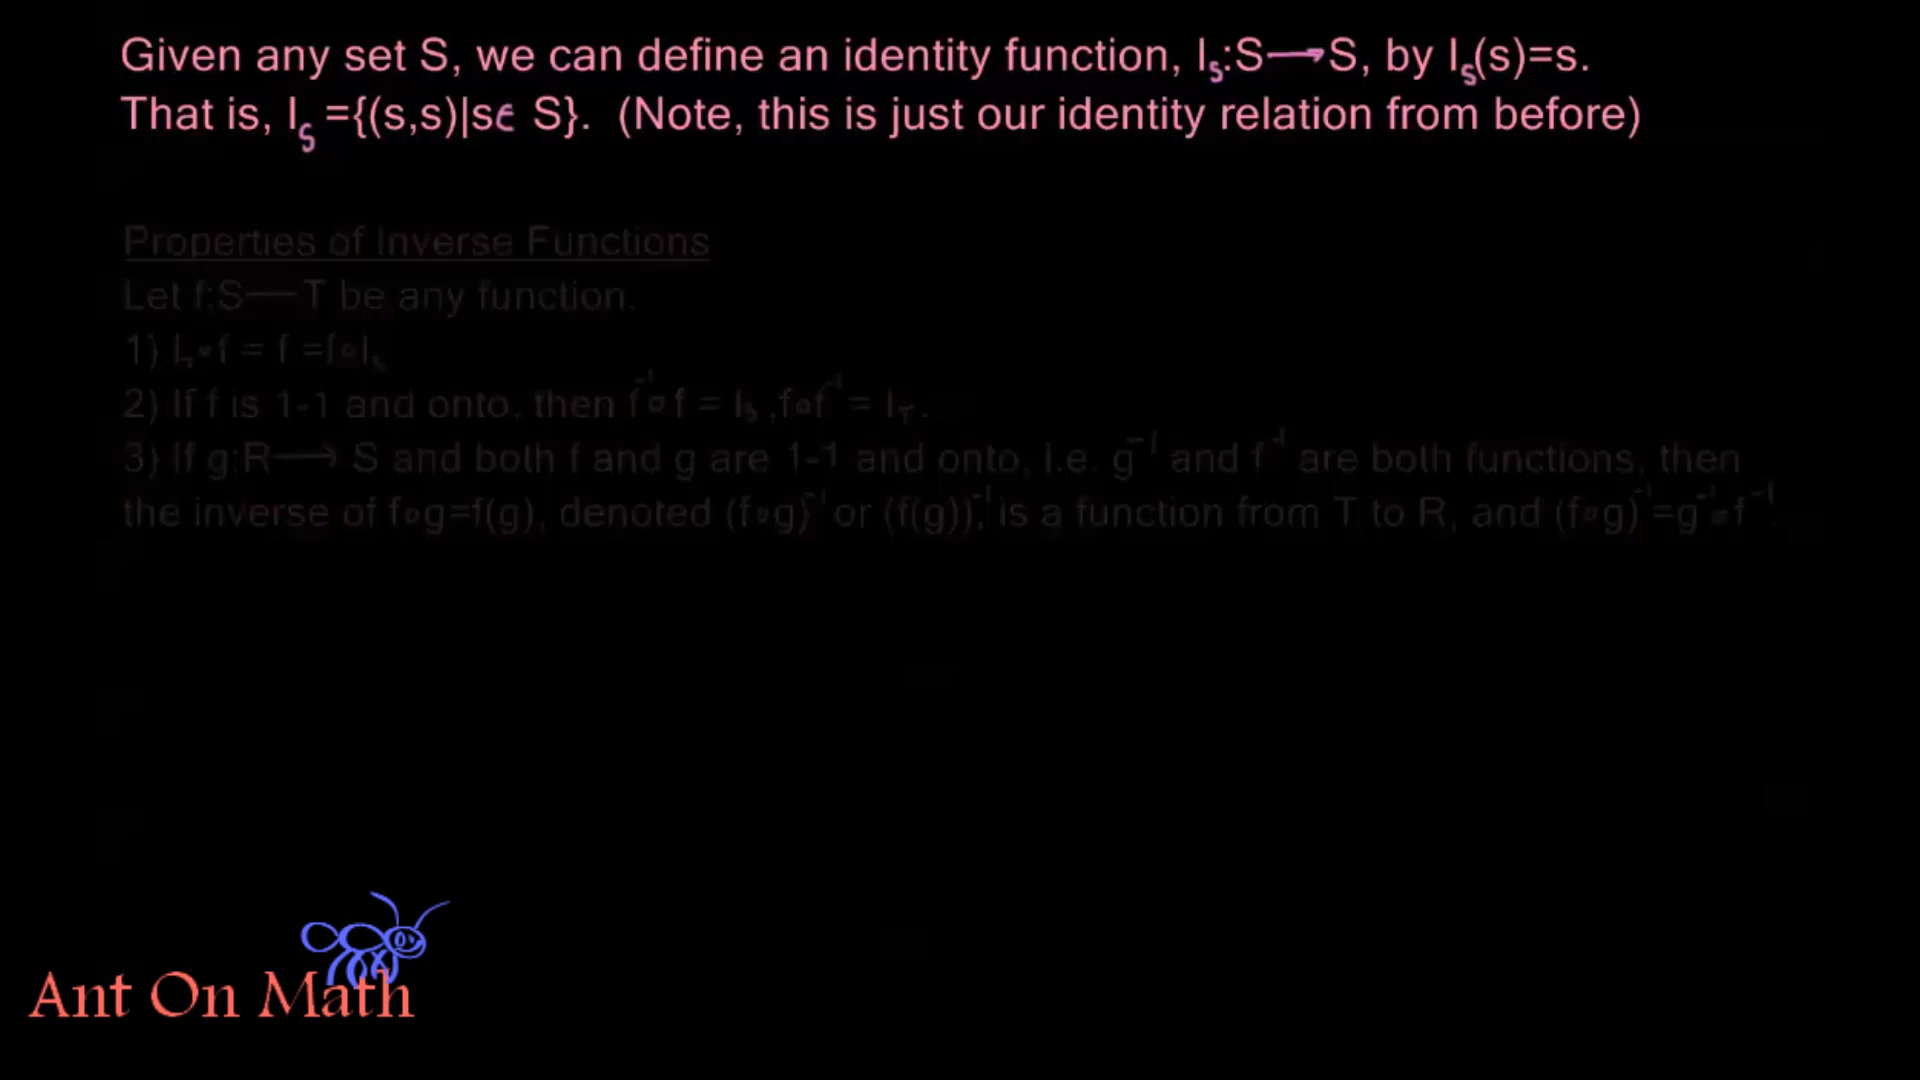 Given any set S, we can define an identity function, Iₛ:S→S, by Iₛ(s)=s.
That is, Iₛ ={(s,s)|s∈ S}. (Note, this is just our identity relation from before)
Properties of Inverse Functions
Let f:S—T be any function.
1) I_T∘f = f =f∘Iₛ
2) If f is 1-1 and onto, then f⁻¹∘f = Iₛ ,f∘f⁻¹ = I_T.
3) If g:R→ S and both f and g are 1-1 and onto, i.e. g⁻¹ and f⁻¹ are both functions, then
the inverse of f∘g=f(g), denoted (f∘g)⁻¹ or (f(g))⁻¹, is a function from T to R, and (f∘g)⁻¹=g⁻¹∘f⁻¹.
Ant On Math